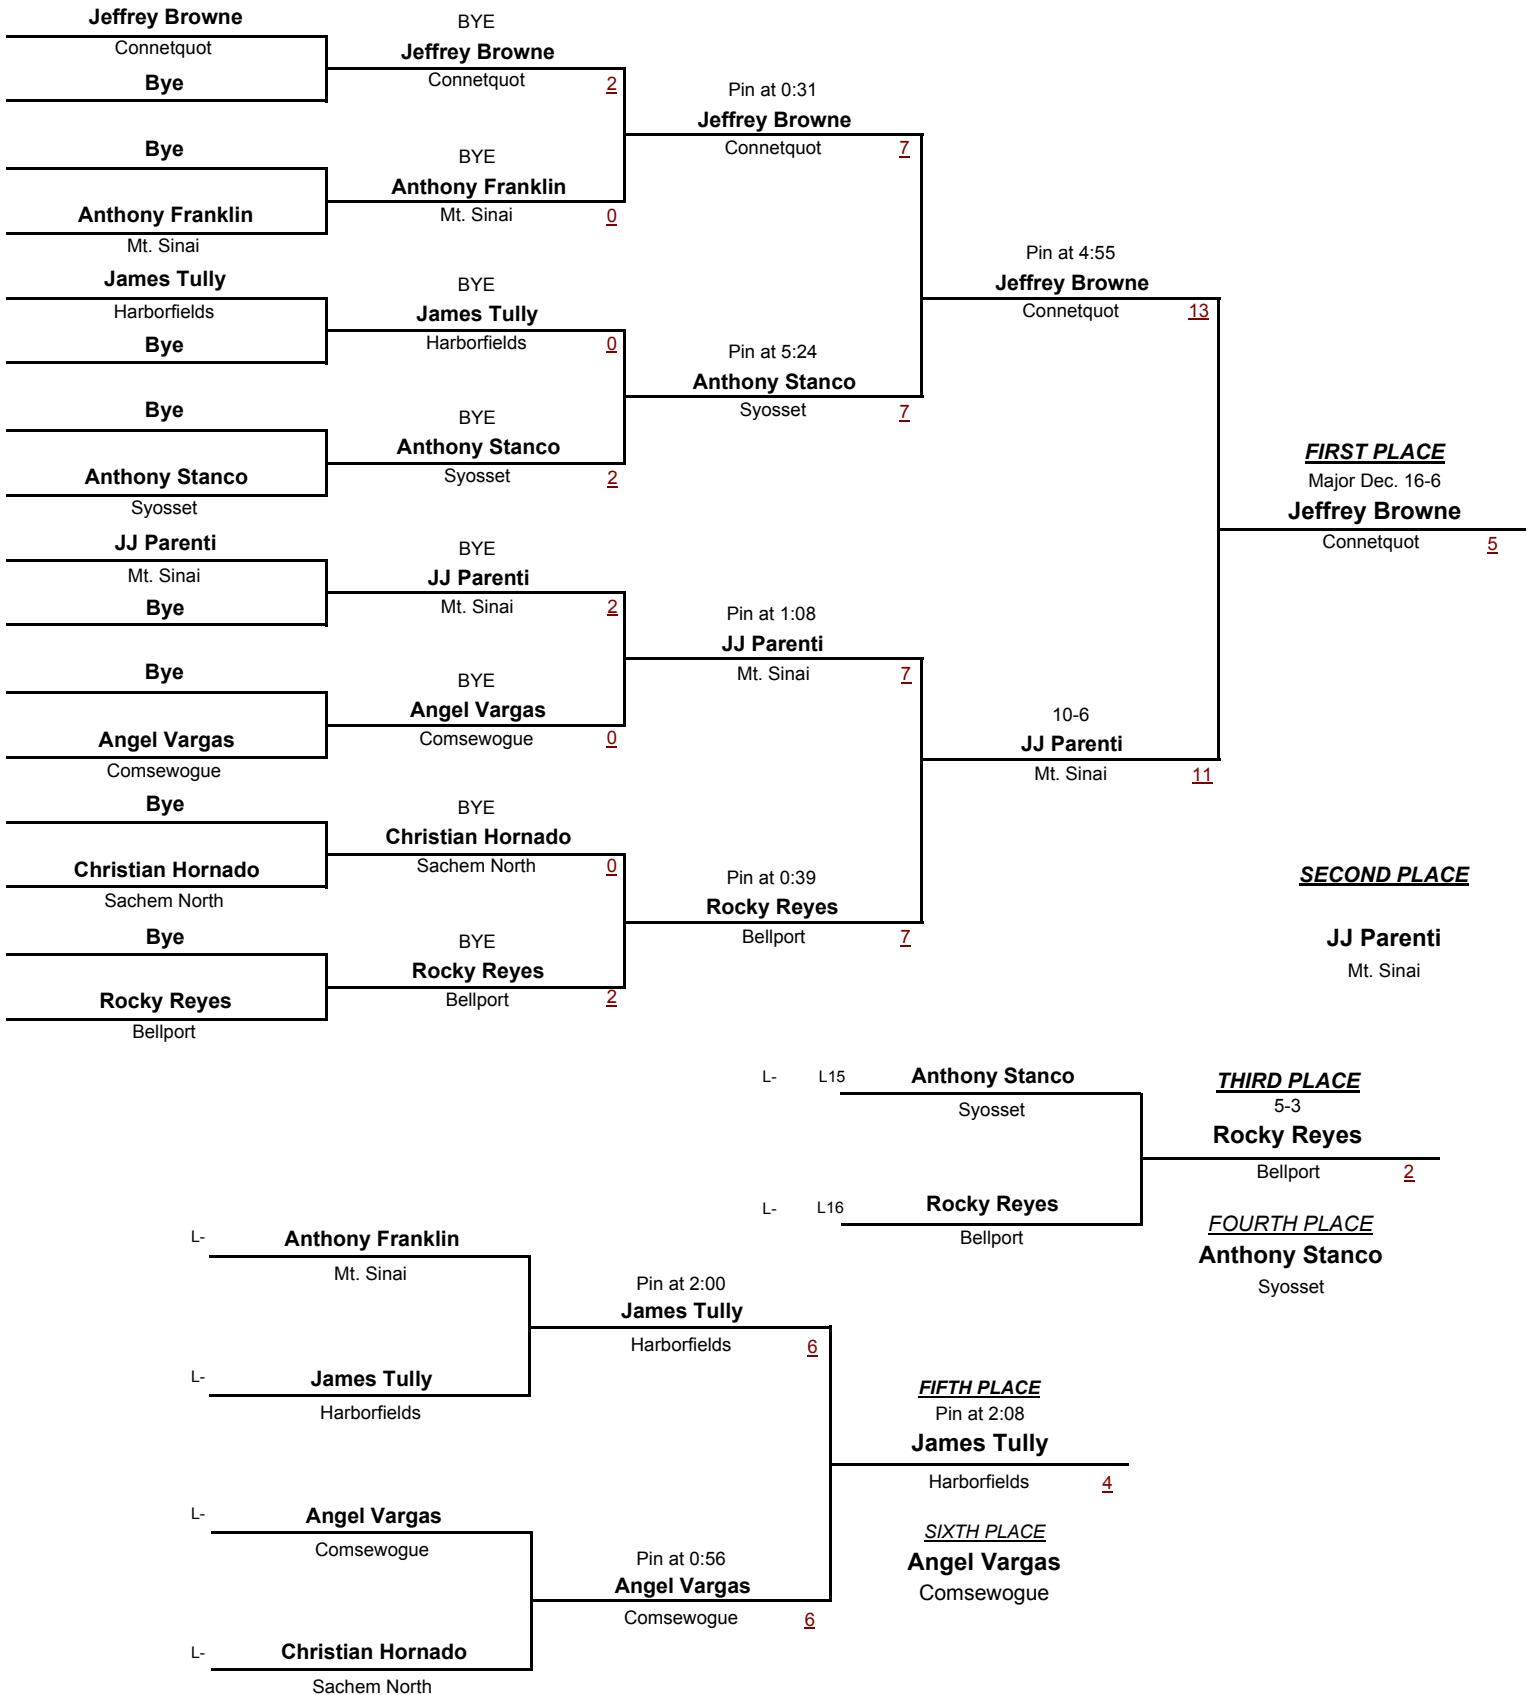 Jeffrey Browne
Connetquot
Bye
Bye
Anthony Franklin
Mt. Sinai
James Tully
Harborfields
Bye
Bye
Anthony Stanco
Syosset
JJ Parenti
Mt. Sinai
Bye
Bye
Angel Vargas
Comsewogue
Bye
Christian Hornado
Sachem North
Bye
Rocky Reyes
Bellport
BYE
Jeffrey Browne
Connetquot 2
BYE
Anthony Franklin
Mt. Sinai 0
BYE
James Tully
Harborfields 0
BYE
Anthony Stanco
Syosset 2
BYE
JJ Parenti
Mt. Sinai 2
BYE
Angel Vargas
Comsewogue 0
BYE
Christian Hornado
Sachem North 0
BYE
Rocky Reyes
Bellport 2
Pin at 0:31
Jeffrey Browne
Connetquot 7
Pin at 5:24
Anthony Stanco
Syosset 7
Pin at 1:08
JJ Parenti
Mt. Sinai 7
Pin at 0:39
Rocky Reyes
Bellport 7
Pin at 4:55
Jeffrey Browne
Connetquot 13
10-6
JJ Parenti
Mt. Sinai 11
FIRST PLACE
Major Dec. 16-6
Jeffrey Browne
Connetquot 5
SECOND PLACE
JJ Parenti
Mt. Sinai
L- L15 Anthony Stanco
Syosset
L- L16 Rocky Reyes
Bellport
THIRD PLACE
5-3
Rocky Reyes
Bellport 2
FOURTH PLACE
Anthony Stanco
Syosset
L- Anthony Franklin
Mt. Sinai
L- James Tully
Harborfields
L- Angel Vargas
Comsewogue
L- Christian Hornado
Sachem North
Pin at 2:00
James Tully
Harborfields 6
Pin at 0:56
Angel Vargas
Comsewogue 6
FIFTH PLACE
Pin at 2:08
James Tully
Harborfields 4
SIXTH PLACE
Angel Vargas
Comsewogue